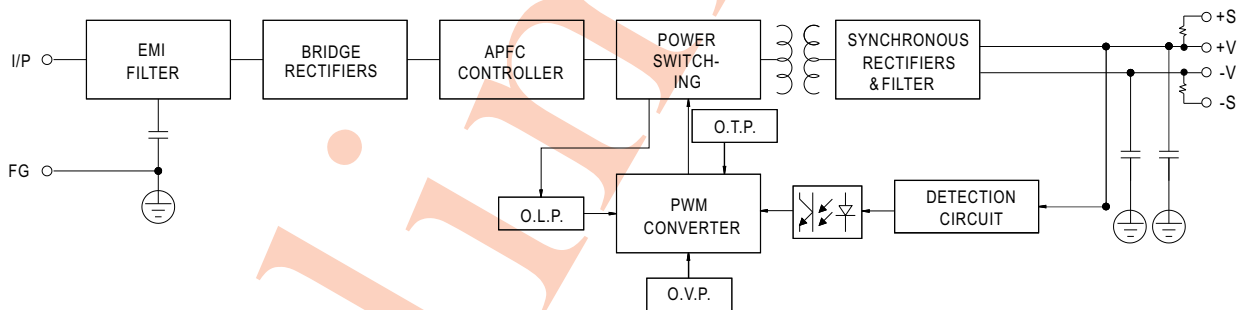 I/P
EMI
FILTER
BRIDGE
RECTIFIERS
APFC
CONTROLLER
POWER
SWITCH-
ING
SYNCHRONOUS
RECTIFIERS
&FILTER
+S
+V
-V
-S
FG
O.T.P.
O.L.P.
PWM
CONVERTER
DETECTION
CIRCUIT
O.V.P.